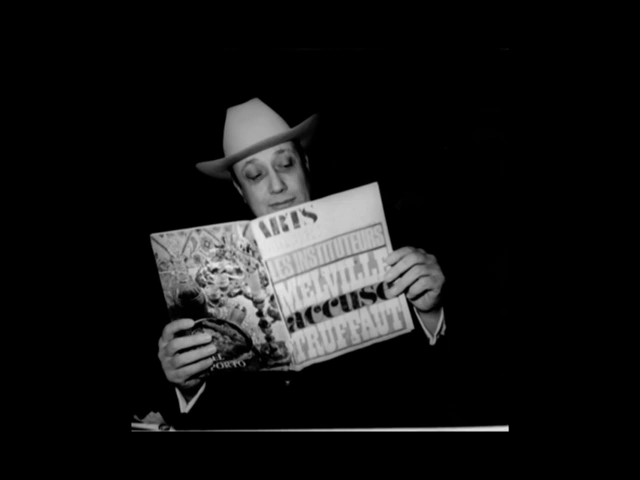 ARTS
LES INSTITUTEURS
MELVILLE
accuse
TRUFFAUT
PORTO